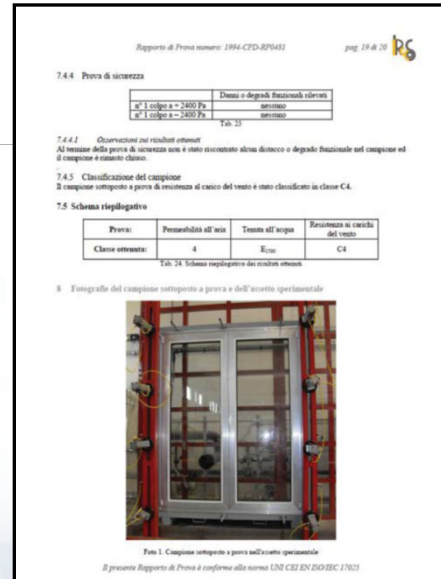 Rapporto di Prova numero: 1994-CPD-RP0481 pag. 19 di 20
7.4.4 Prova di sicurezza
Danni o degradi funzionali rilevati
n° 1 colpo a + 2400 Pa nessuno
n° 1 colpo a – 2400 Pa nessuno
Tab. 23
7.4.4.1 Osservazioni sui risultati ottenuti
Al termine della prova di sicurezza non è stato riscontrato alcun distacco o degrado funzionale nel campione ed
il campione è rimasto chiuso.
7.4.5 Classificazione del campione
Il campione sottoposto a prova di resistenza al carico del vento è stato classificato in classe C4.
7.5 Schema riepilogativo
Prova: Permeabilità all'aria Tenuta all'acqua Resistenza ai carichi
del vento
Classe ottenuta: 4 E1500 C4
Tab. 24. Schema riepilogativo dei risultati ottenuti
8 Fotografie del campione sottoposto a prova e dell'assetto sperimentale
Foto 1. Campione sottoposto a prova nell'assetto sperimentale
Il presente Rapporto di Prova è conforme alla norma UNI CEI EN ISO/IEC 17025